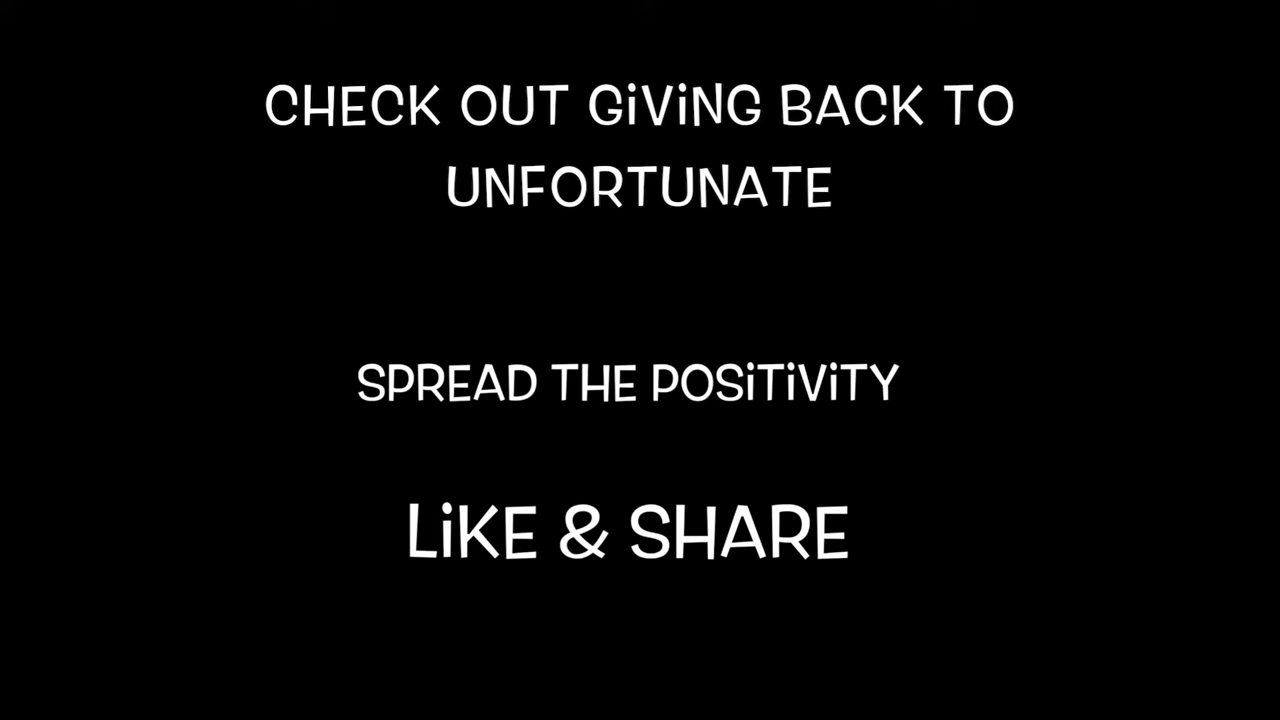 CHECK OUT GiViNG BACK TO
UNFORTUNATE
SPREAD THE POSiTiViTY
LiKE & SHARE